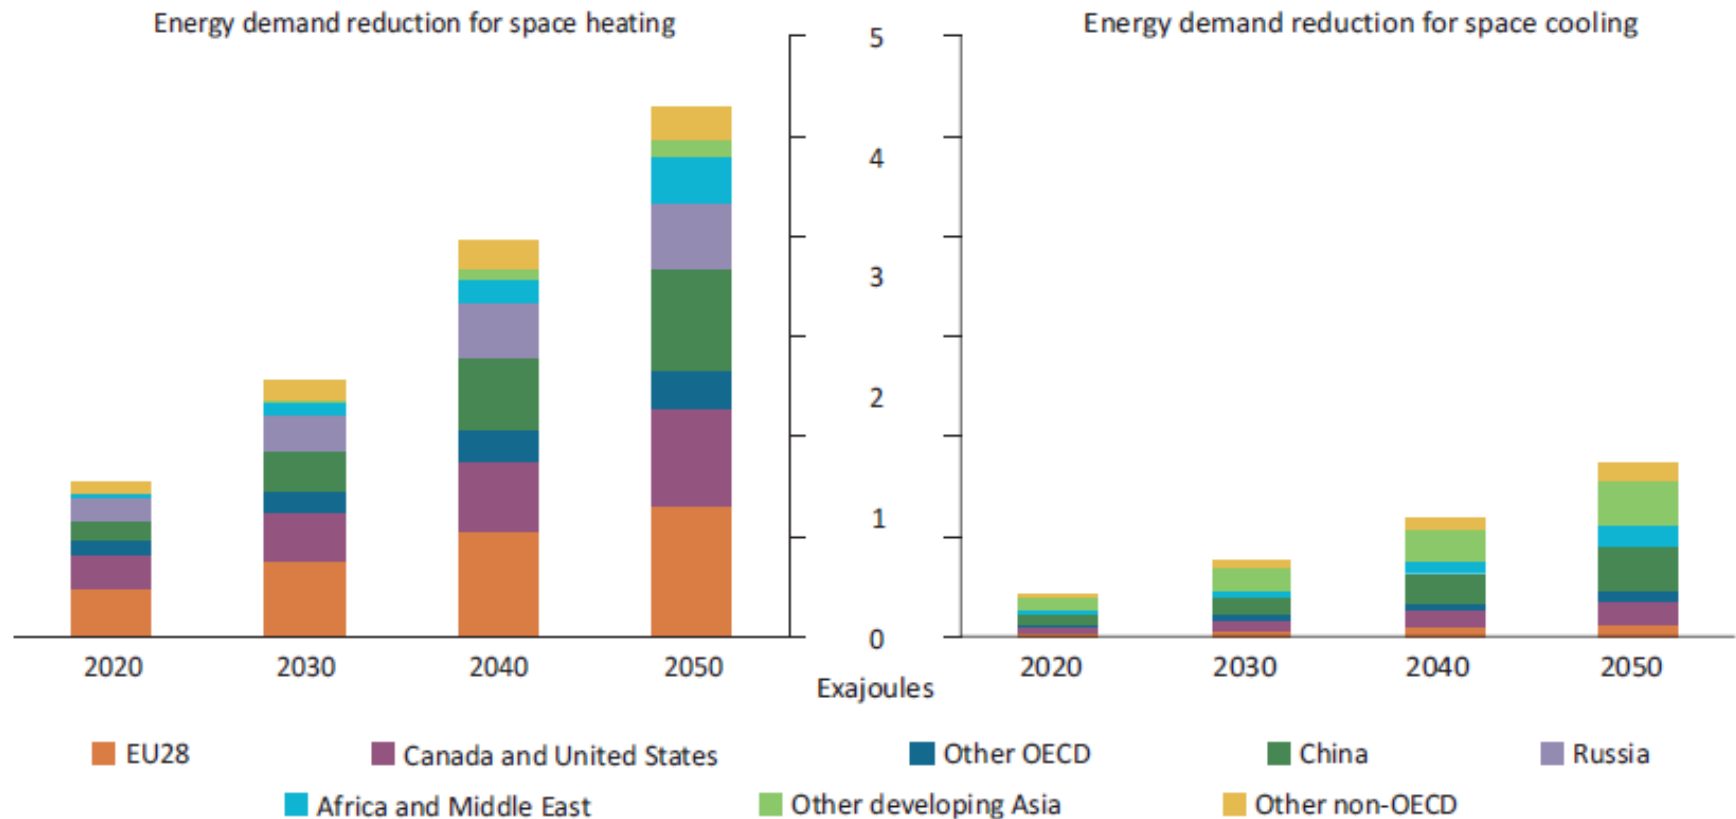 Energy demand reduction for space heating
5
Energy demand reduction for space cooling
4
3
2
1
0
2020 2030 2040 2050
Exajoules
2020 2030 2040 2050
EU28 Canada and United States Other OECD China Russia
Africa and Middle East Other developing Asia Other non-OECD